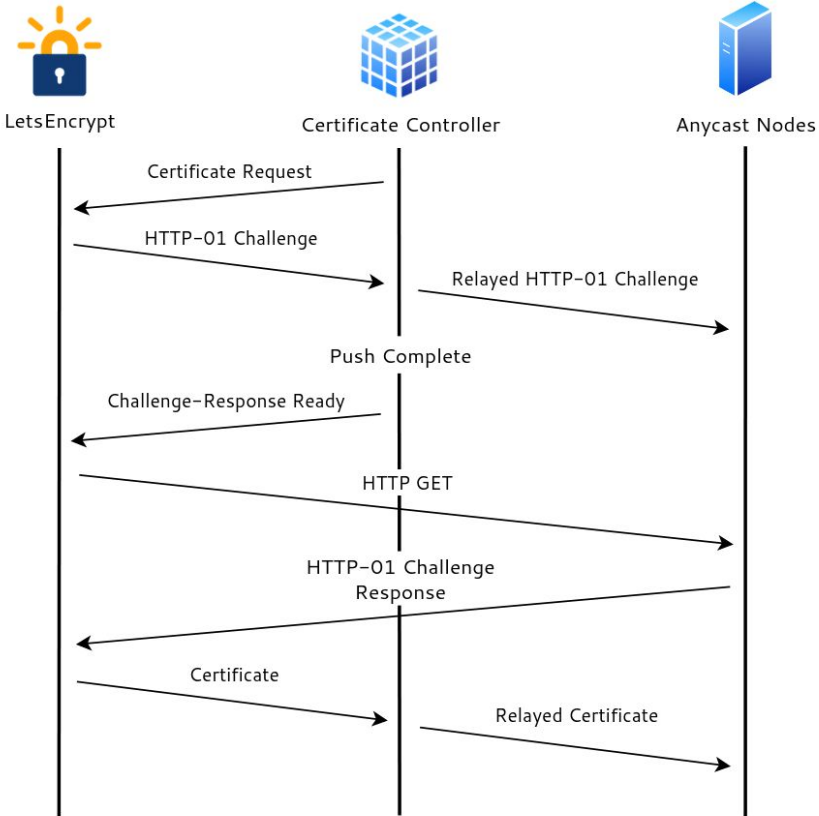 LetsEncrypt
Certificate Controller
Anycast Nodes
Certificate Request
HTTP-01 Challenge
Relayed HTTP-01 Challenge
Push Complete
Challenge-Response Ready
HTTP GET
HTTP-01 Challenge
Response
Certificate
Relayed Certificate